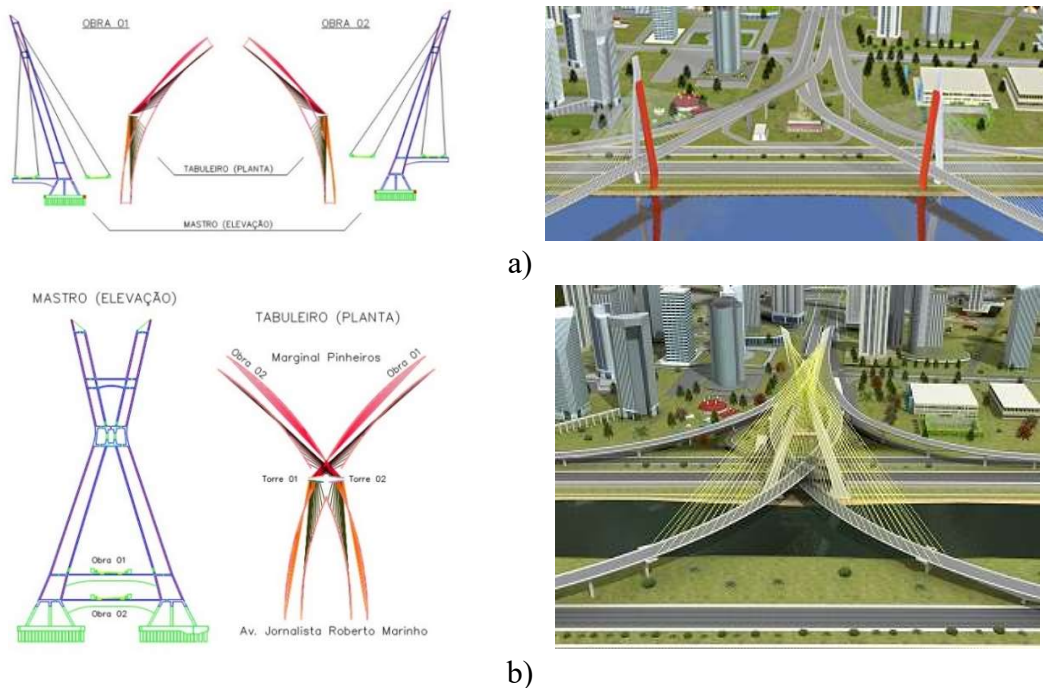 OBRA 01
OBRA 02
TABULEIRO (PLANTA)
MASTRO (ELEVAÇÃO)
a)
MASTRO (ELEVAÇÃO)
TABULEIRO (PLANTA)
Marginal Pinheiros
Obra 02
Obra 01
Torre 01
Torre 02
Obra 01
Obra 02
Av. Jornalista Roberto Marinho
b)